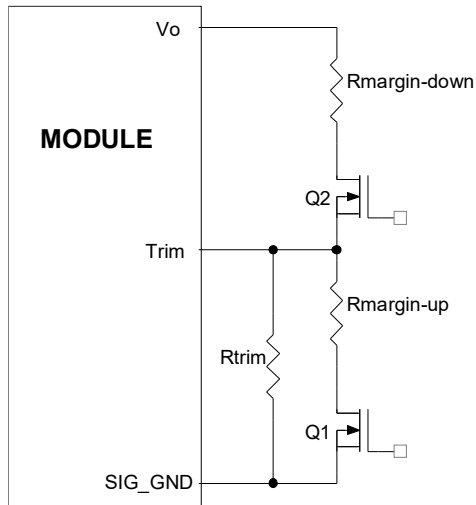 Vo
Rmargin-down
MODULE
Q2
Trim
Rmargin-up
Rtrim
Q1
SIG_GND